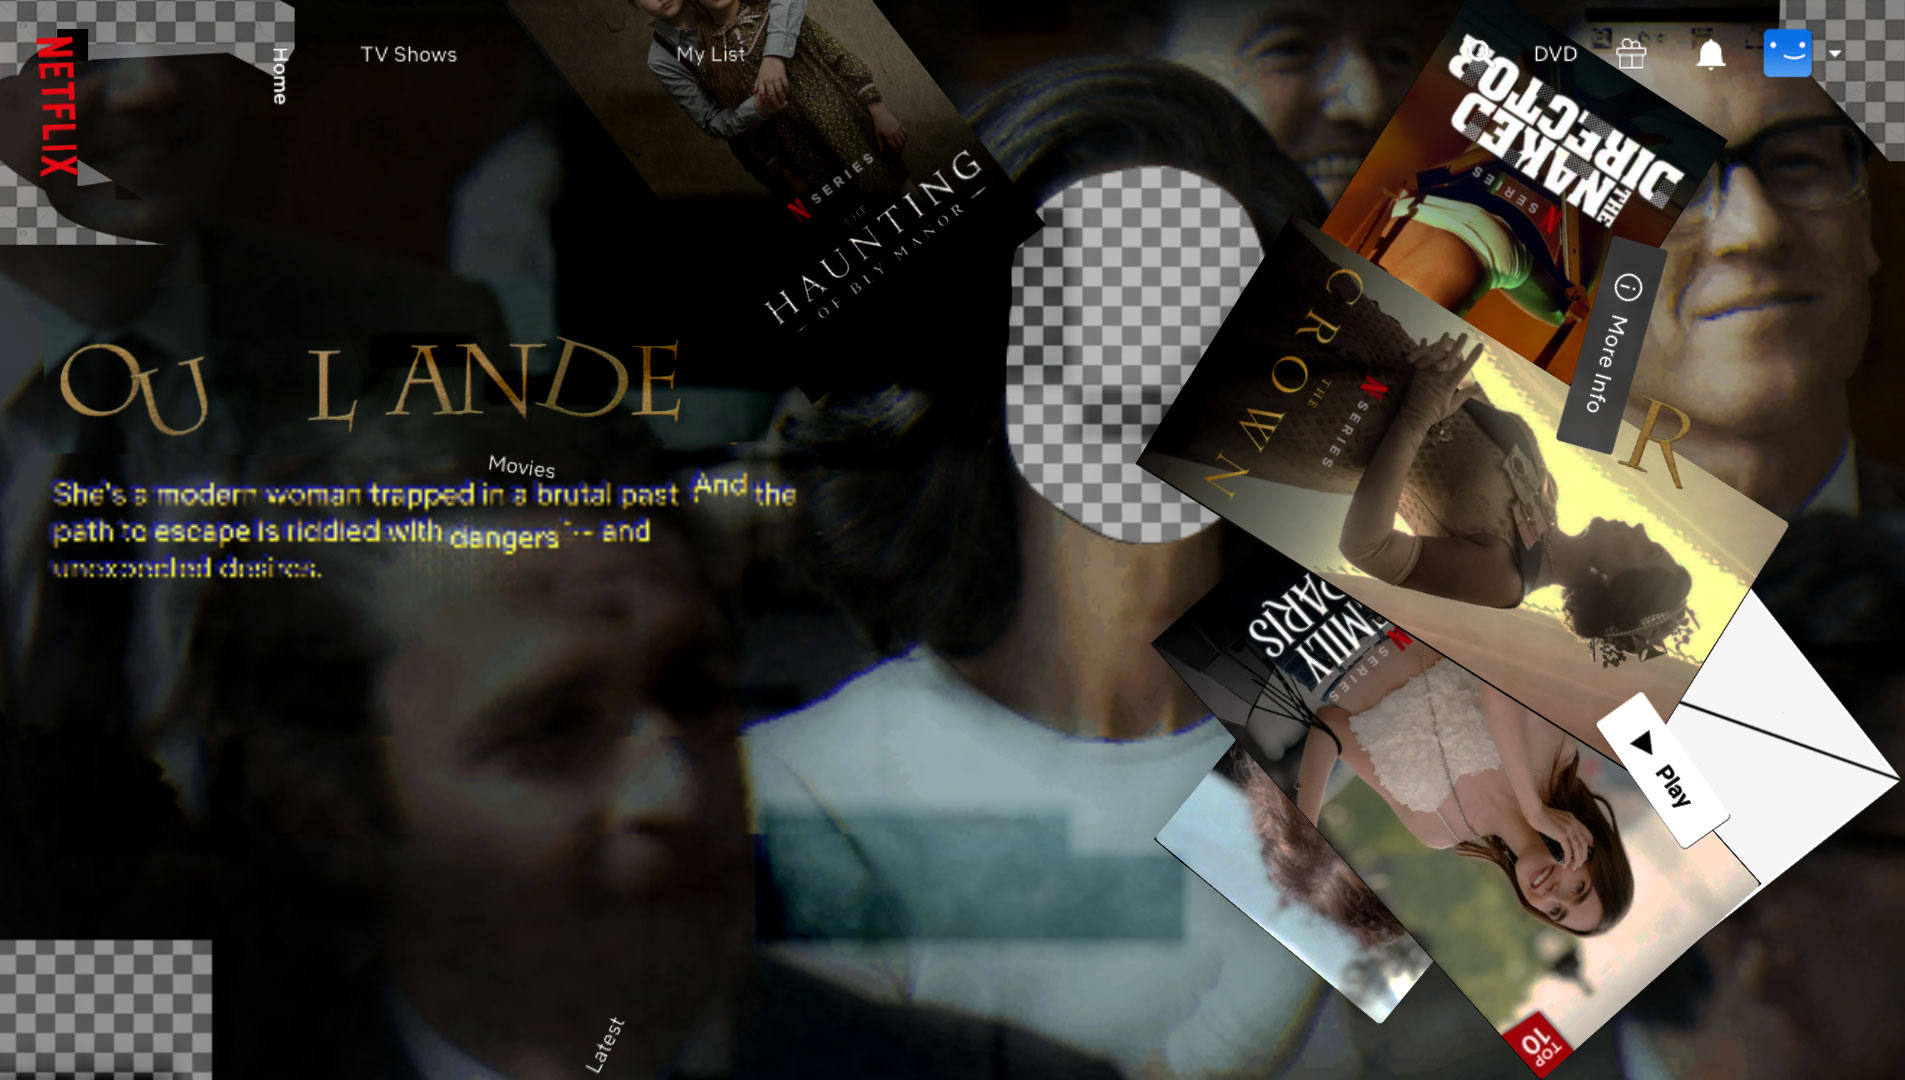 NETFLIX
Home
TV Shows
My List
DVD
SERIES
THE
HAUNTING
OF BLY MANOR
THE
NAKED
DIRECTOR
SERIES
More Info
THE
CROWN
SERIES
OU L ANDE
R
Movies
She's a modern woman trapped in a brutal past. And the
path to escape is riddled with dangers -- and
unexpected desires.
EMILY
PARIS
SERIES
Play
TOP
10
Latest